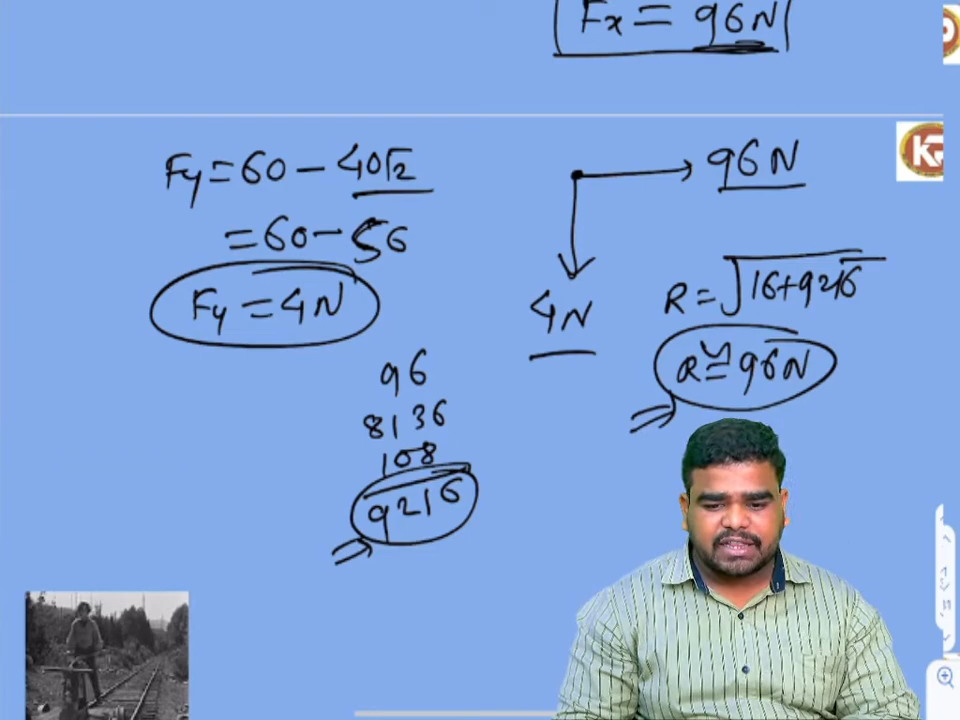 Fx = 96N
Fy = 60 - 40√2
= 60 - 56
Fy = 4N
96N
4N
R = √16+9216
R ≅ 96N
96
8136
108
9216
K